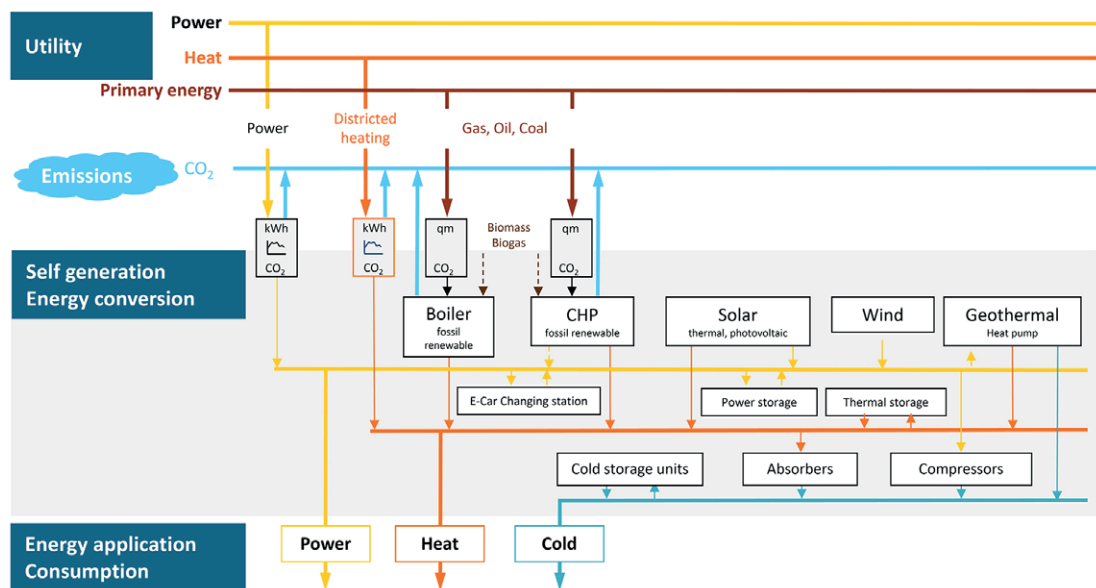 Utility
Power
Heat
Primary energy
Power
Districted
heating
Gas, Oil, Coal
Emissions
CO₂
kWh
CO₂
kWh
CO₂
qm
CO₂
Biomass
Biogas
qm
CO₂
Self generation
Energy conversion
Boiler
fossil
renewable
CHP
fossil renewable
Solar
thermal, photovoltaic
Wind
Geothermal
Heat pump
E-Car Changing station
Power storage
Thermal storage
Cold storage units
Absorbers
Compressors
Energy application
Consumption
Power
Heat
Cold